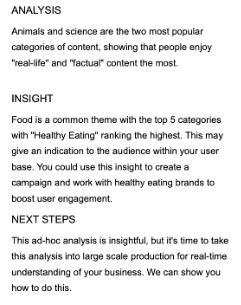 ANALYSIS
Animals and science are the two most popular
categories of content, showing that people enjoy
"real-life" and "factual" content the most.
INSIGHT
Food is a common theme with the top 5 categories
with "Healthy Eating" ranking the highest. This may
give an indication to the audience within your user
base. You could use this insight to create a
campaign and work with healthy eating brands to
boost user engagement.
NEXT STEPS
This ad-hoc analysis is insightful, but it's time to take
this analysis into large scale production for real-time
understanding of your business. We can show you
how to do this.